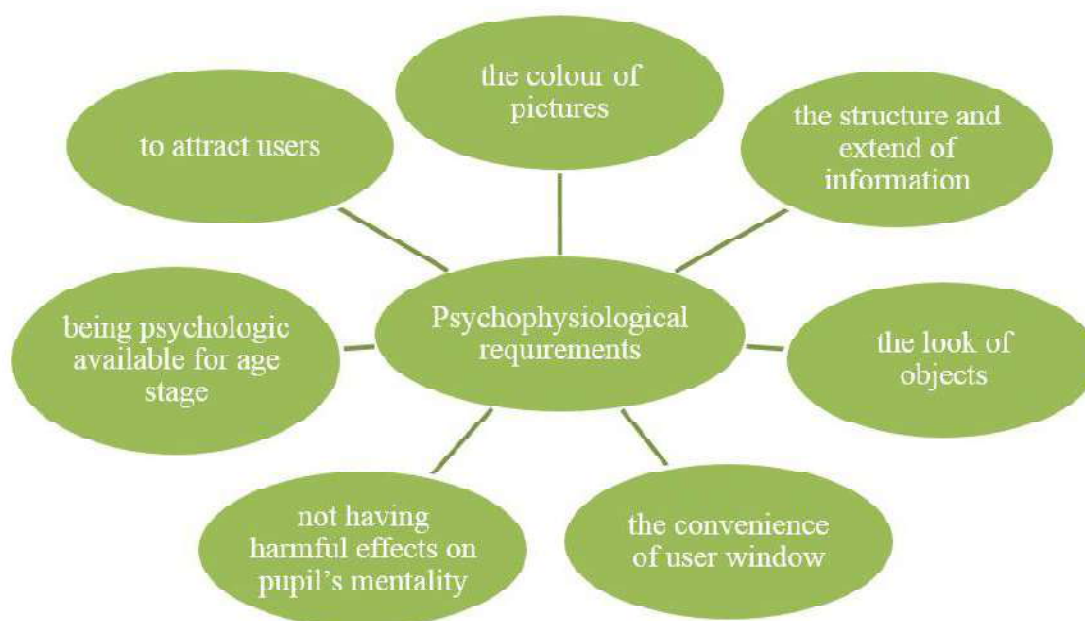 the colour of
pictures
to attract users
the structure and
extend of
information
Psychophysiological
requirements
being psychologic
available for age
stage
the look of
objects
not having
harmful effects on
pupil's mentality
the convenience
of user window